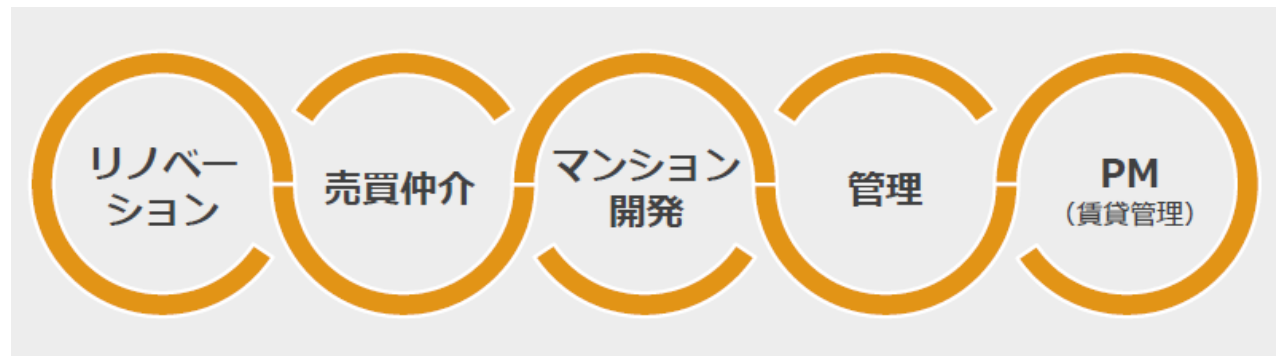 リノベー
ション
売買仲介
マンション
開発
管理
PM
（賃貸管理）